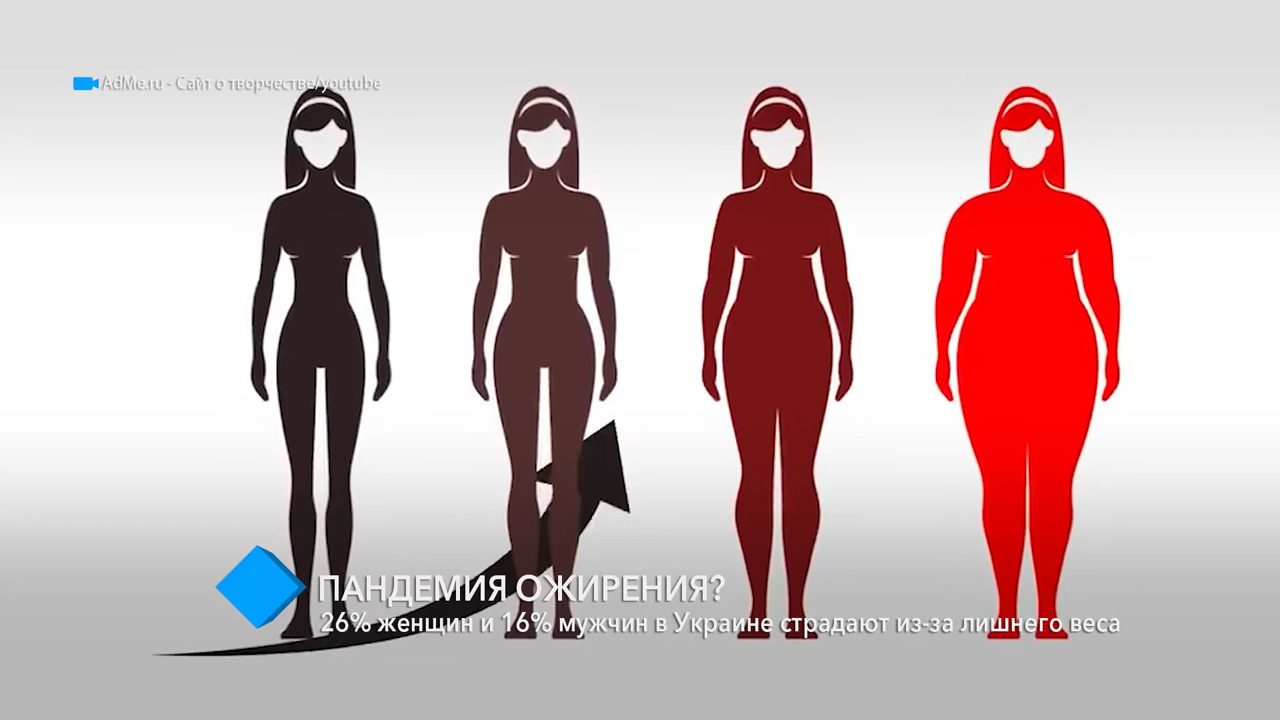 AdMe.ru - Сайт о творчестве/youtube
ПАНДЕМИЯ ОЖИРЕНИЯ?
26% женщин и 16% мужчин в Украине страдают из-за лишнего веса